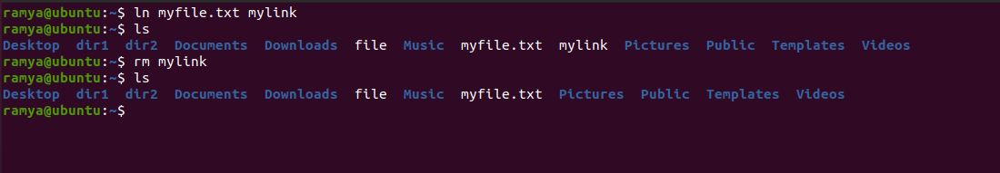 ramya@ubuntu:~$ ln myfile.txt mylink
ramya@ubuntu:~$ ls
Desktop  dir1  dir2  Documents  Downloads  file  Music  myfile.txt  mylink  Pictures  Public  Templates  Videos
ramya@ubuntu:~$ rm mylink
ramya@ubuntu:~$ ls
Desktop  dir1  dir2  Documents  Downloads  file  Music  myfile.txt  Pictures  Public  Templates  Videos
ramya@ubuntu:~$